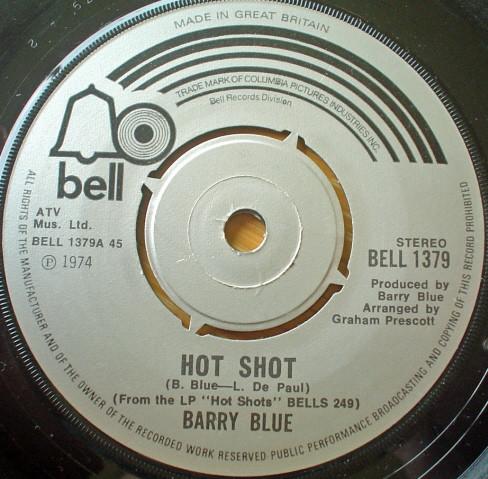 MADE IN GREAT BRITAIN
TRADE MARK OF COLUMBIA PICTURES INDUSTRIES INC.
Bell Records Division
bell
ATV
Mus. Ltd.
BELL 1379A 45
Ⓟ 1974
STEREO
BELL 1379
Produced by
Barry Blue
Arranged by
Graham Prescott
HOT SHOT
(B. Blue—L. De Paul)
(From the LP "Hot Shots" BELLS 249)
BARRY BLUE
ALL RIGHTS OF THE MANUFACTURER AND OF THE OWNER OF THE RECORDED WORK RESERVED PUBLIC PERFORMANCE BROADCASTING AND COPYING OF THIS RECORD PROHIBITED